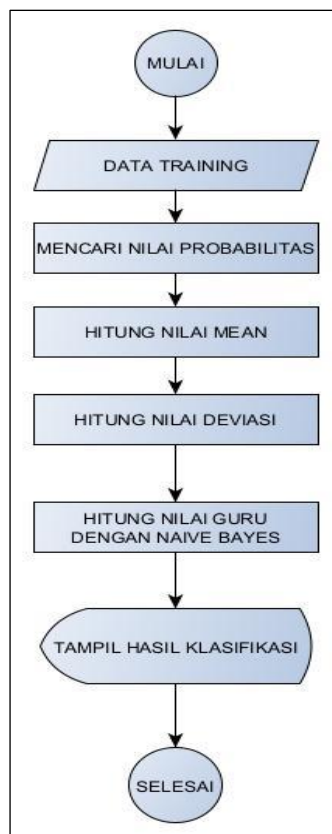 MULAI
DATA TRAINING
MENCARI NILAI PROBABILITAS
HITUNG NILAI MEAN
HITUNG NILAI DEVIASI
HITUNG NILAI GURU
DENGAN NAIVE BAYES
TAMPIL HASIL KLASIFIKASI
SELESAI